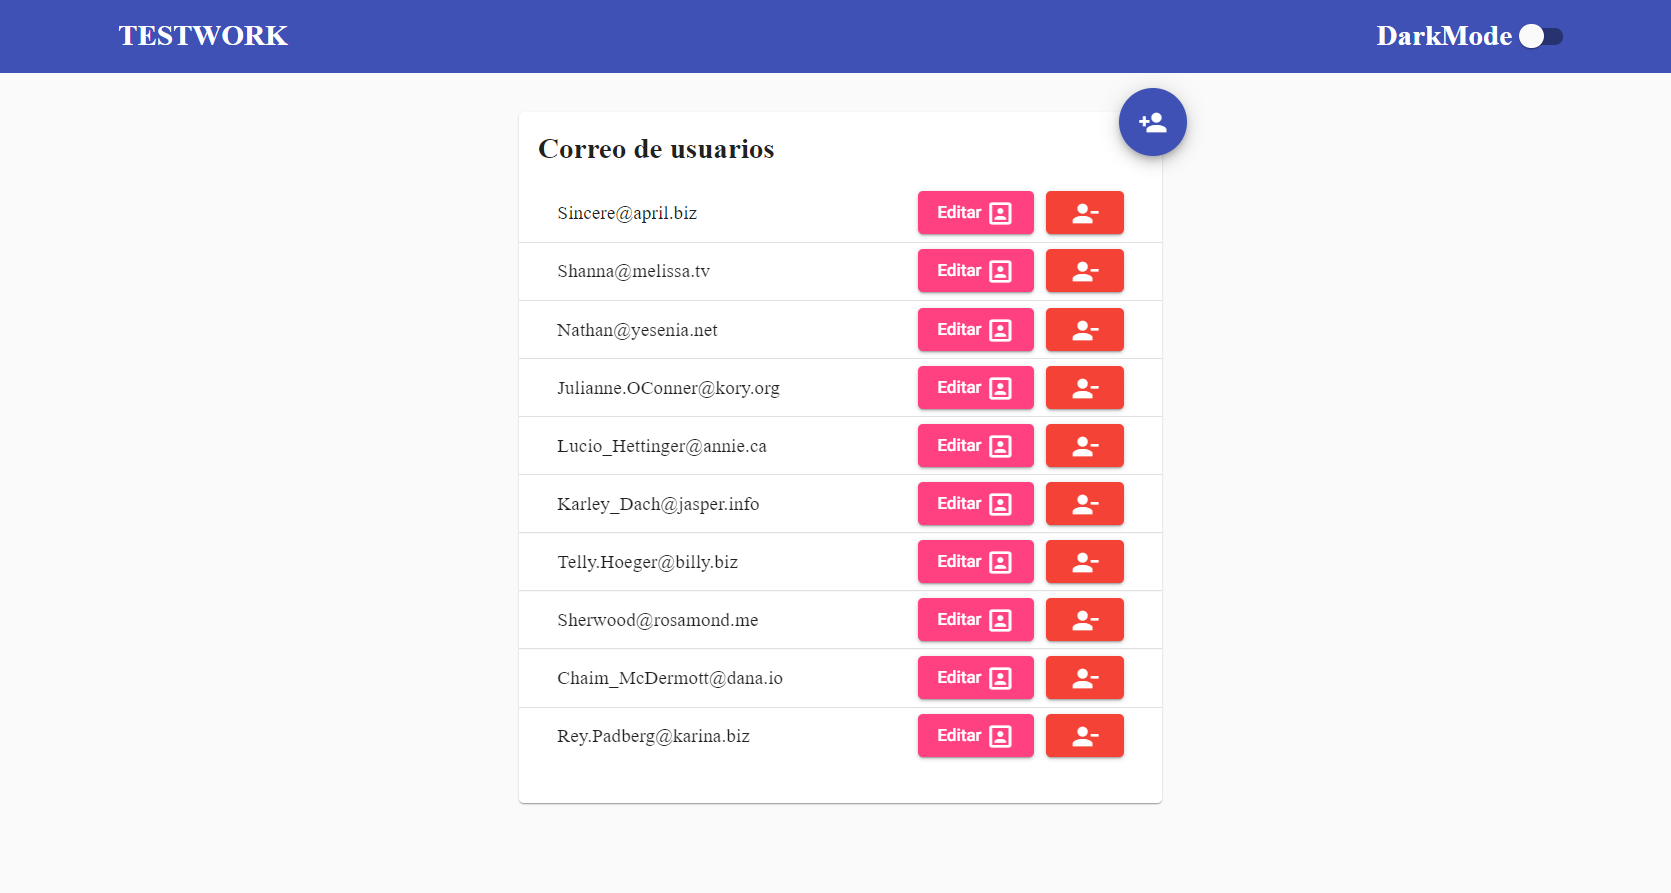 TESTWORK DarkMode
Correo de usuarios
Sincere@april.biz Editar
Shanna@melissa.tv Editar
Nathan@yesenia.net Editar
Julianne.OConner@kory.org Editar
Lucio_Hettinger@annie.ca Editar
Karley_Dach@jasper.info Editar
Telly.Hoeger@billy.biz Editar
Sherwood@rosamond.me Editar
Chaim_McDermott@dana.io Editar
Rey.Padberg@karina.biz Editar